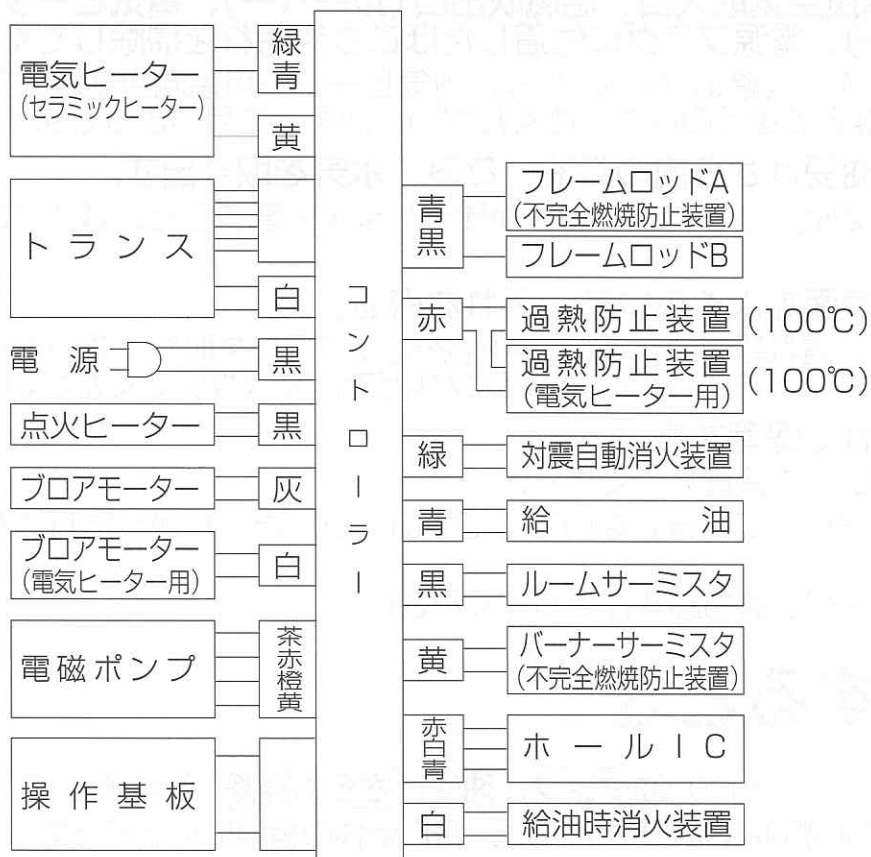 電気ヒーター
(セラミックヒーター)
緑
青
黄
トランス
白
電源
黒
点火ヒーター
黒
ブロアモーター
灰
ブロアモーター
(電気ヒーター用)
白
電磁ポンプ
茶
赤
橙
黄
操作基板
コントローラー
青
黒
フレームロッドA
(不完全燃焼防止装置)
フレームロッドB
赤
過熱防止装置
(100℃)
過熱防止装置
(電気ヒーター用)
(100℃)
緑
対震自動消火装置
青
給油
黒
ルームサーミスタ
黄
バーナーサーミスタ
(不完全燃焼防止装置)
赤
白
青
ホールIC
白
給油時消火装置